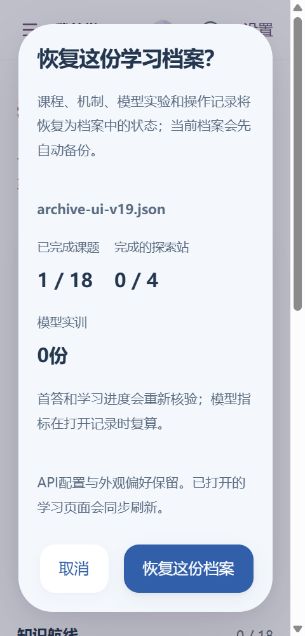 设置
恢复这份学习档案？
课程、机制、模型实验和操作记录将
恢复为档案中的状态；当前档案会先
自动备份。
archive-ui-v19.json
已完成课题 完成的探索站
1 / 18 0 / 4
模型实训
0份
首答和学习进度会重新核验；模型指
标在打开记录时复算。
API配置与外观偏好保留。已打开的
学习页面会同步刷新。
取消 恢复这份档案
知识航线 0 / 18